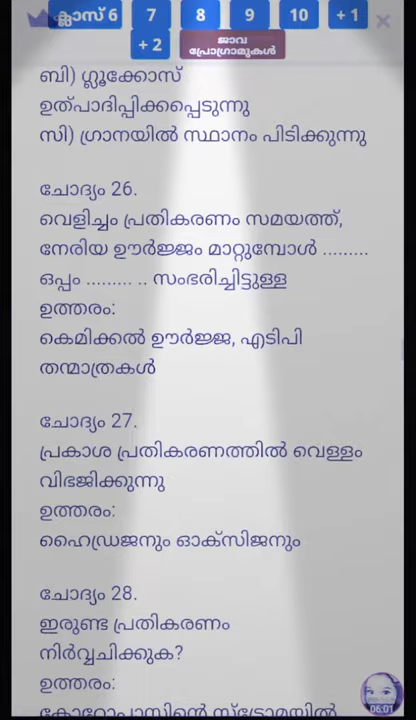 ക്ലാസ് 6 7 8 9 10 + 1
+ 2 ജാവ
പ്രോഗ്രാമുകൾ
ബി) ഗ്ലൂക്കോസ്
ഉത്പാദിപ്പിക്കപ്പെടുന്നു
സി) ഗ്രാനയിൽ സ്ഥാനം പിടിക്കുന്നു
ചോദ്യം 26.
വെളിച്ചം പ്രതികരണം സമയത്ത്,
നേരിയ ഊർജ്ജം മാറ്റുമ്പോൾ .........
ഒപ്പം ......... .. സംഭരിച്ചിട്ടുള്ള
ഉത്തരം:
കെമിക്കൽ ഊർജ്ജ, എടിപി
തന്മാത്രകൾ
ചോദ്യം 27.
പ്രകാശ പ്രതികരണത്തിൽ വെള്ളം
വിഭജിക്കുന്നു
ഉത്തരം:
ഹൈഡ്രജനും ഓക്സിജനും
ചോദ്യം 28.
ഇരുണ്ട പ്രതികരണം
നിർവ്വചിക്കുക?
ഉത്തരം:
06:01